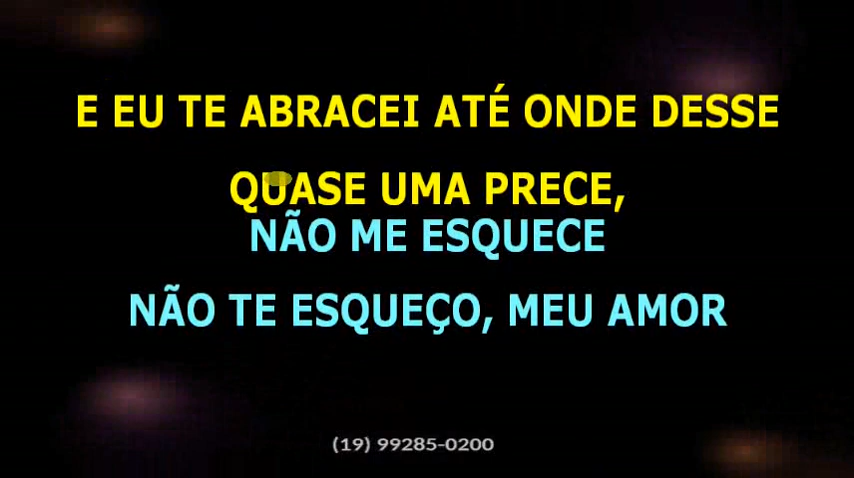 E EU TE ABRACEI ATÉ ONDE DESSE
QUASE UMA PRECE,
NÃO ME ESQUECE
NÃO TE ESQUEÇO, MEU AMOR
(19) 99285-0200